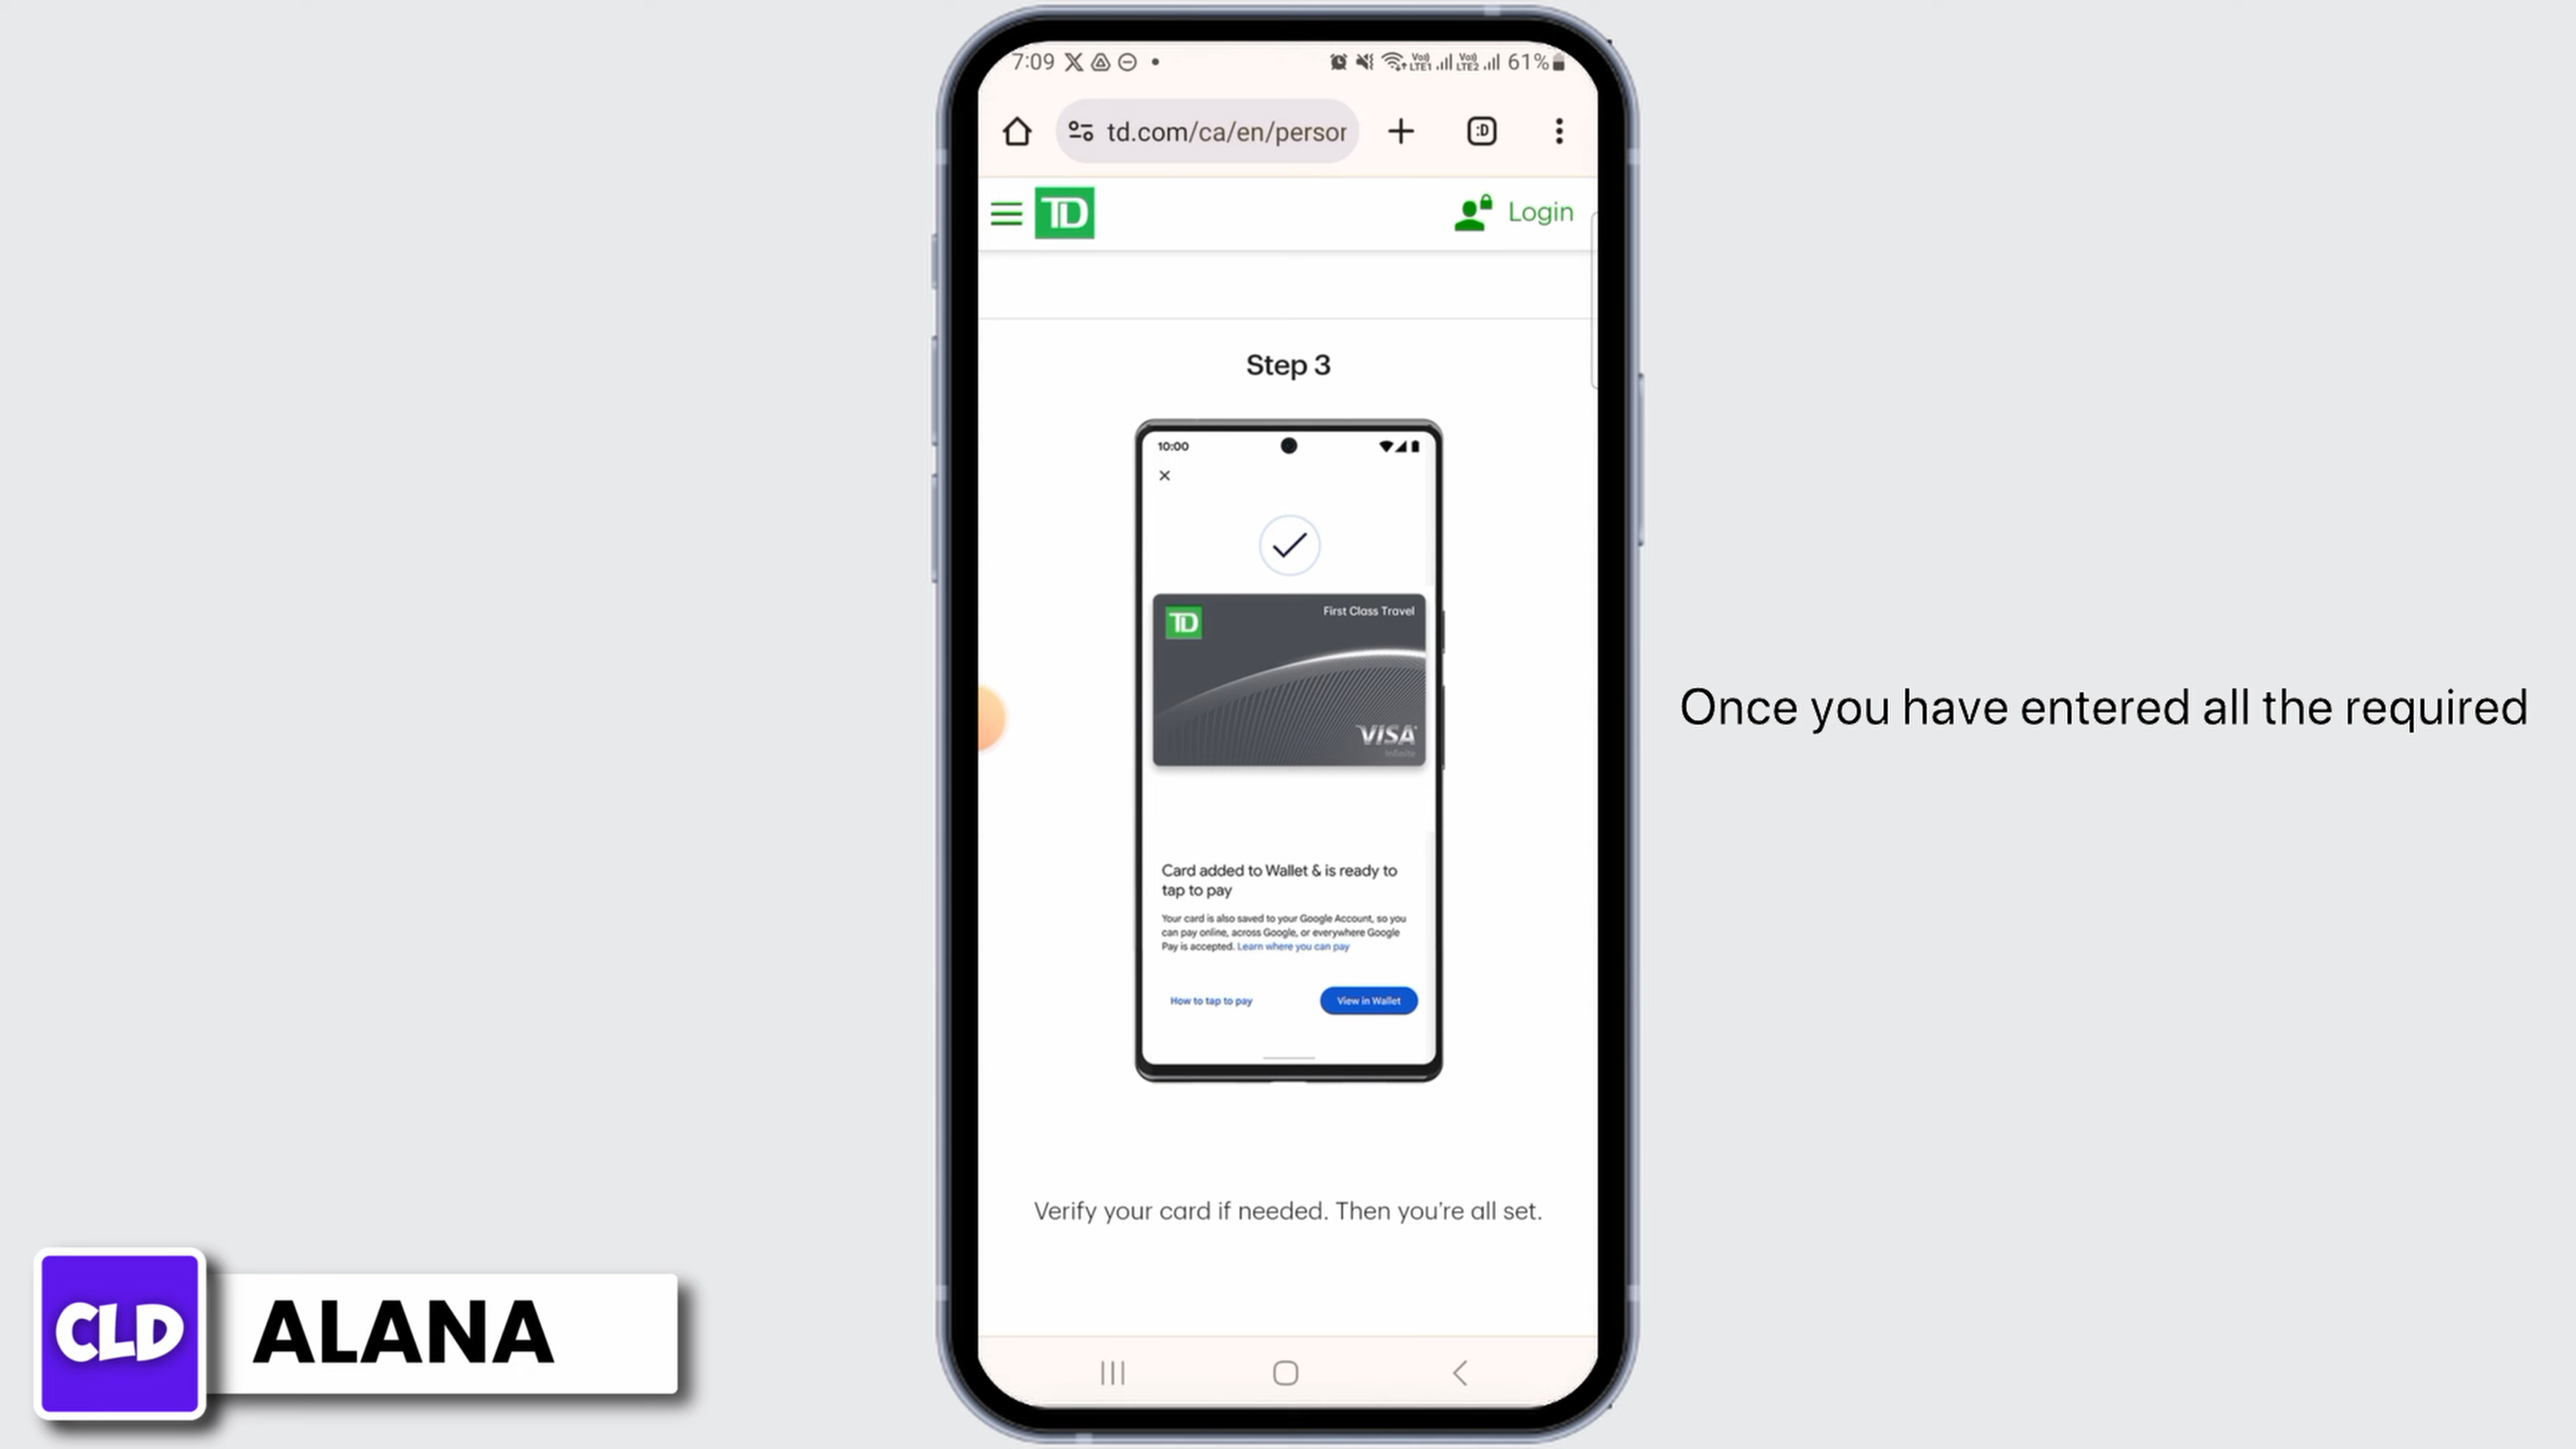 7:09
LTE1
LTE2
61%
:D
td.com/ca/en/persor
TD
Login
Step 3
10:00
TD
First Class Travel
VISA
Infinite
Card added to Wallet & is ready to
tap to pay
Your card is also saved to your Google Account, so you
can pay online, across Google, or everywhere Google
Pay is accepted. Learn where you can pay
How to tap to pay
View in Wallet
Verify your card if needed. Then you're all set.
Once you have entered all the required
CLD
ALANA